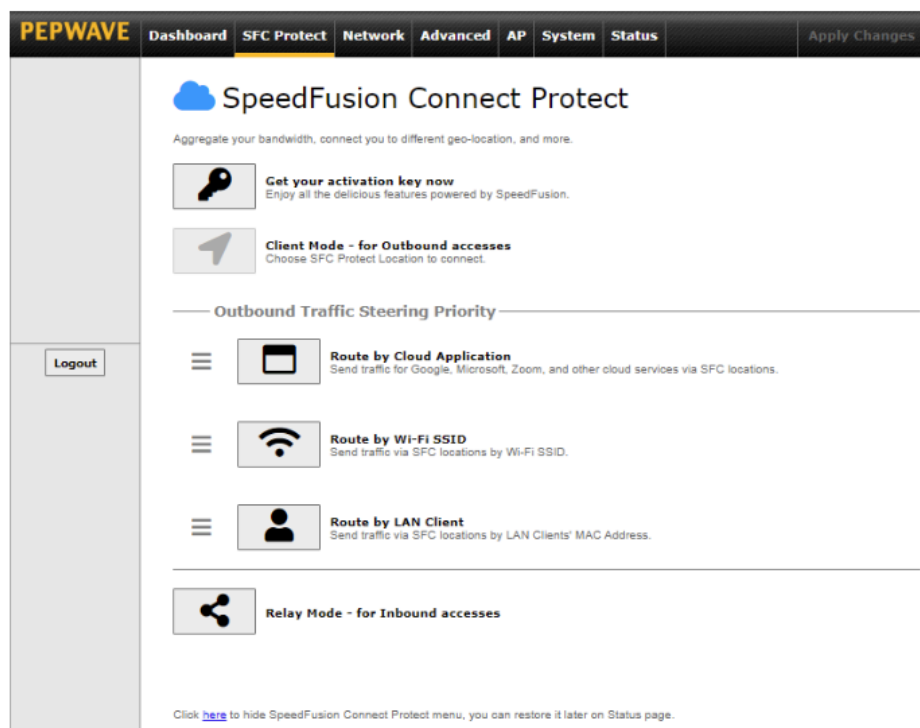 PEPWAVE
Dashboard SFC Protect Network Advanced AP System Status Apply Changes
SpeedFusion Connect Protect
Aggregate your bandwidth, connect you to different geo-location, and more.
Get your activation key now
Enjoy all the delicious features powered by SpeedFusion.
Client Mode - for Outbound accesses
Choose SFC Protect Location to connect.
Outbound Traffic Steering Priority
Logout
Route by Cloud Application
Send traffic for Google, Microsoft, Zoom, and other cloud services via SFC locations.
Route by Wi-Fi SSID
Send traffic via SFC locations by Wi-Fi SSID.
Route by LAN Client
Send traffic via SFC locations by LAN Clients' MAC Address.
Relay Mode - for Inbound accesses
Click here to hide SpeedFusion Connect Protect menu, you can restore it later on Status page.